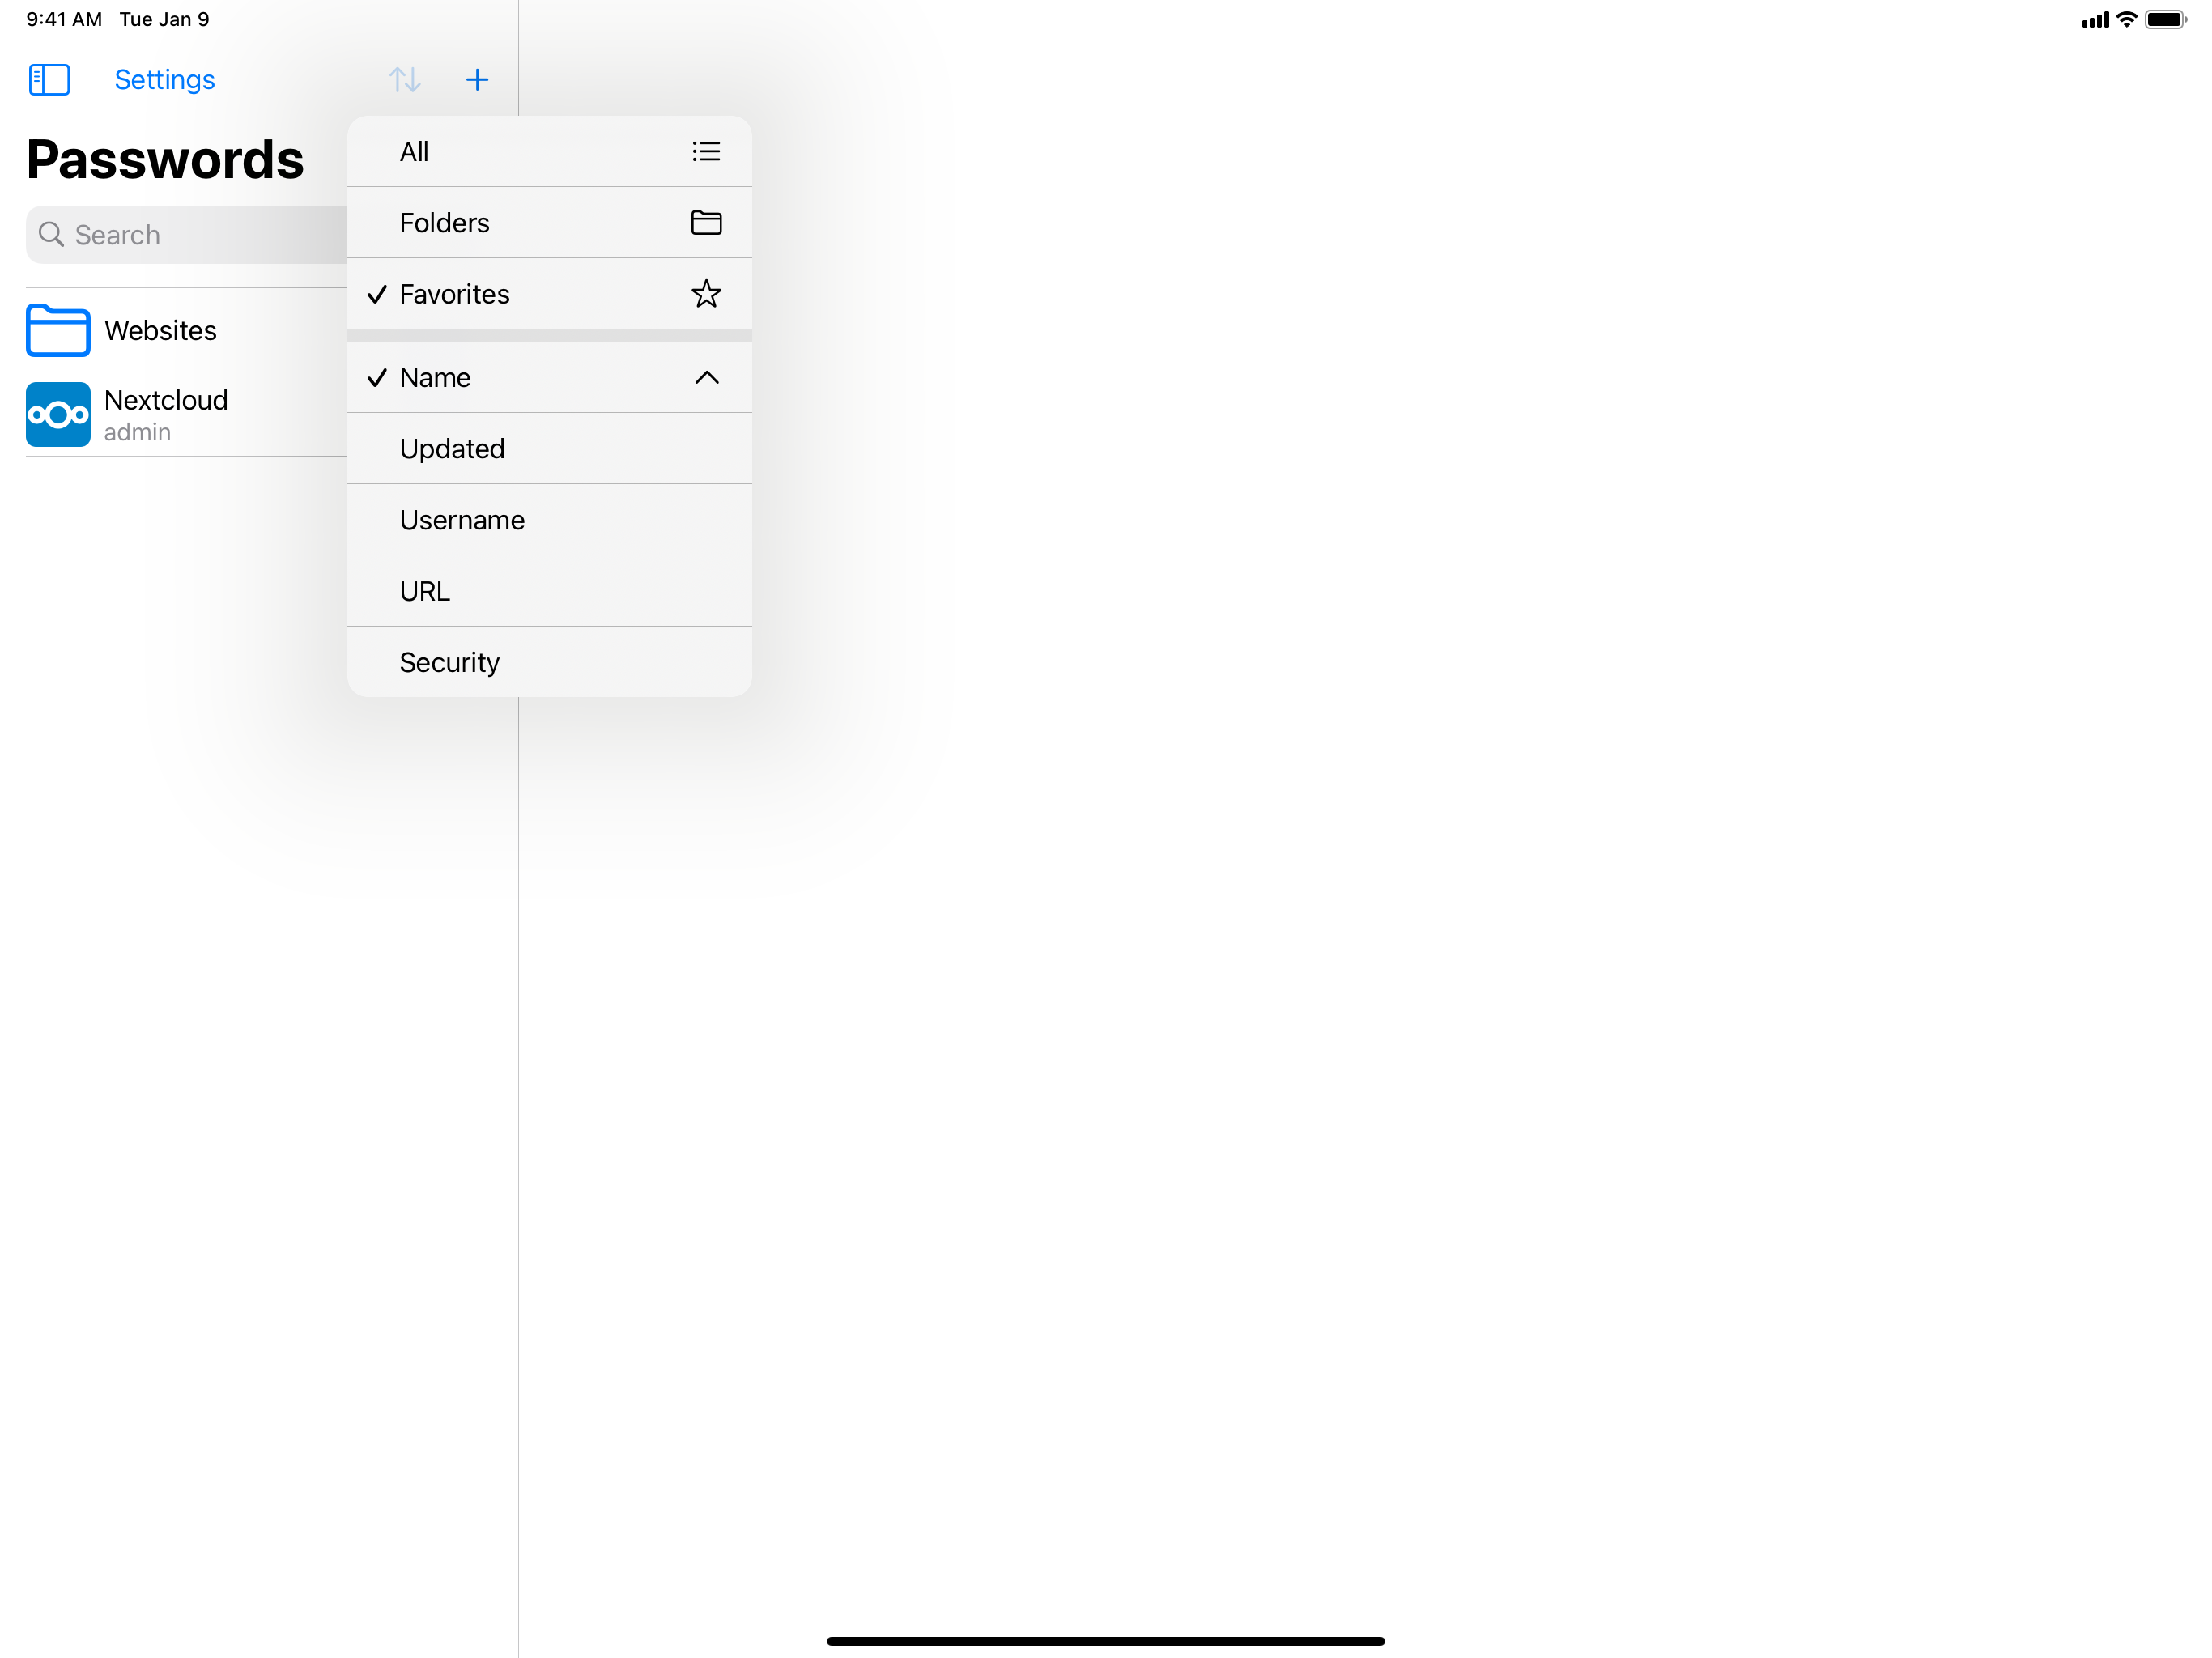 9:41 AM Tue Jan 9
Settings
Passwords
Search
Websites
Nextcloud
admin
All
Folders
Favorites
Name
Updated
Username
URL
Security